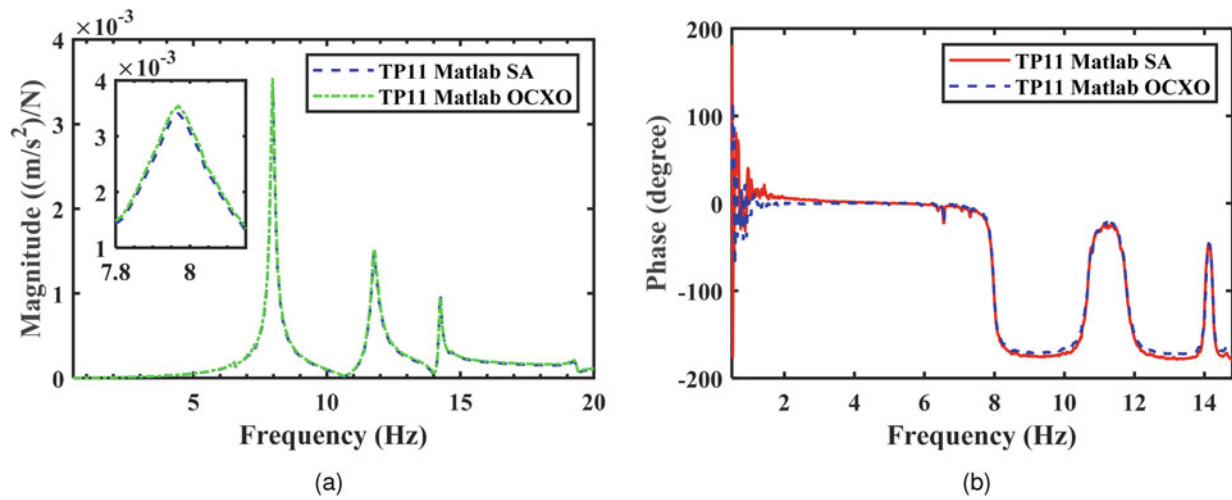 ×10⁻³
4
3
2
1
0
Magnitude ((m/s²)/N)
×10⁻³
4
3
2
1
7.8
8
TP11 Matlab SA
TP11 Matlab OCXO
5
10
15
20
Frequency (Hz)
(a)
200
100
0
-100
-200
Phase (degree)
TP11 Matlab SA
TP11 Matlab OCXO
2
4
6
8
10
12
14
Frequency (Hz)
(b)